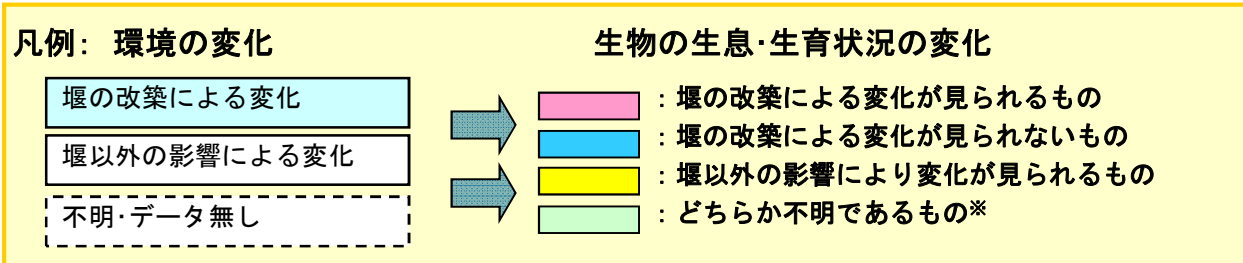 凡例： 環境の変化
生物の生息･生育状況の変化
堰の改築による変化
堰以外の影響による変化
不明･データ無し
：堰の改築による変化が見られるもの
：堰の改築による変化が見られないもの
：堰以外の影響により変化が見られるもの
：どちらか不明であるもの※